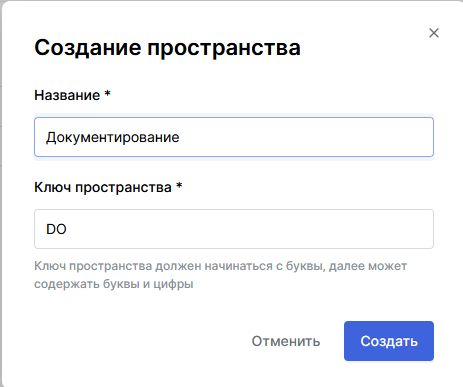 Создание пространства
Название *
Документирование
Ключ пространства *
DO
Ключ пространства должен начинаться с буквы, далее может
содержать буквы и цифры
Отменить
Создать